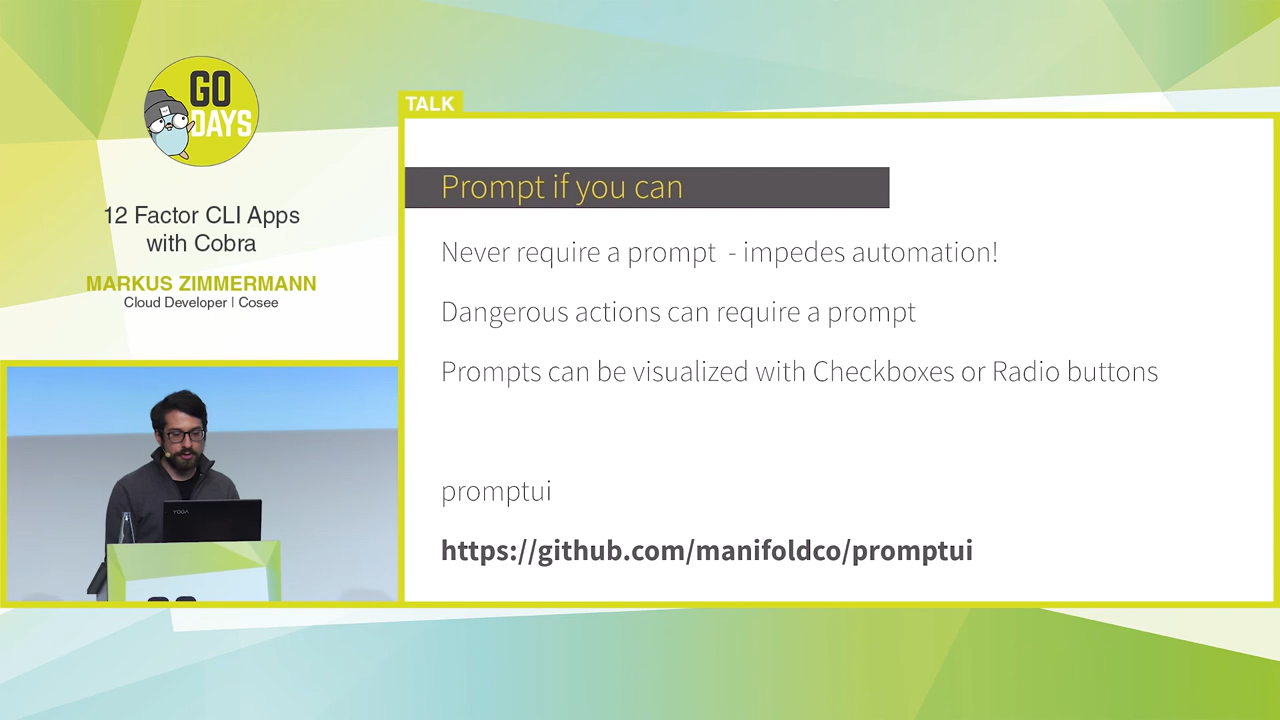 GO
DAYS
12 Factor CLI Apps
with Cobra
MARKUS ZIMMERMANN
Cloud Developer | Cosee
TALK
Prompt if you can
Never require a prompt - impedes automation!
Dangerous actions can require a prompt
Prompts can be visualized with Checkboxes or Radio buttons
promptui
https://github.com/manifoldco/promptui
YOGA